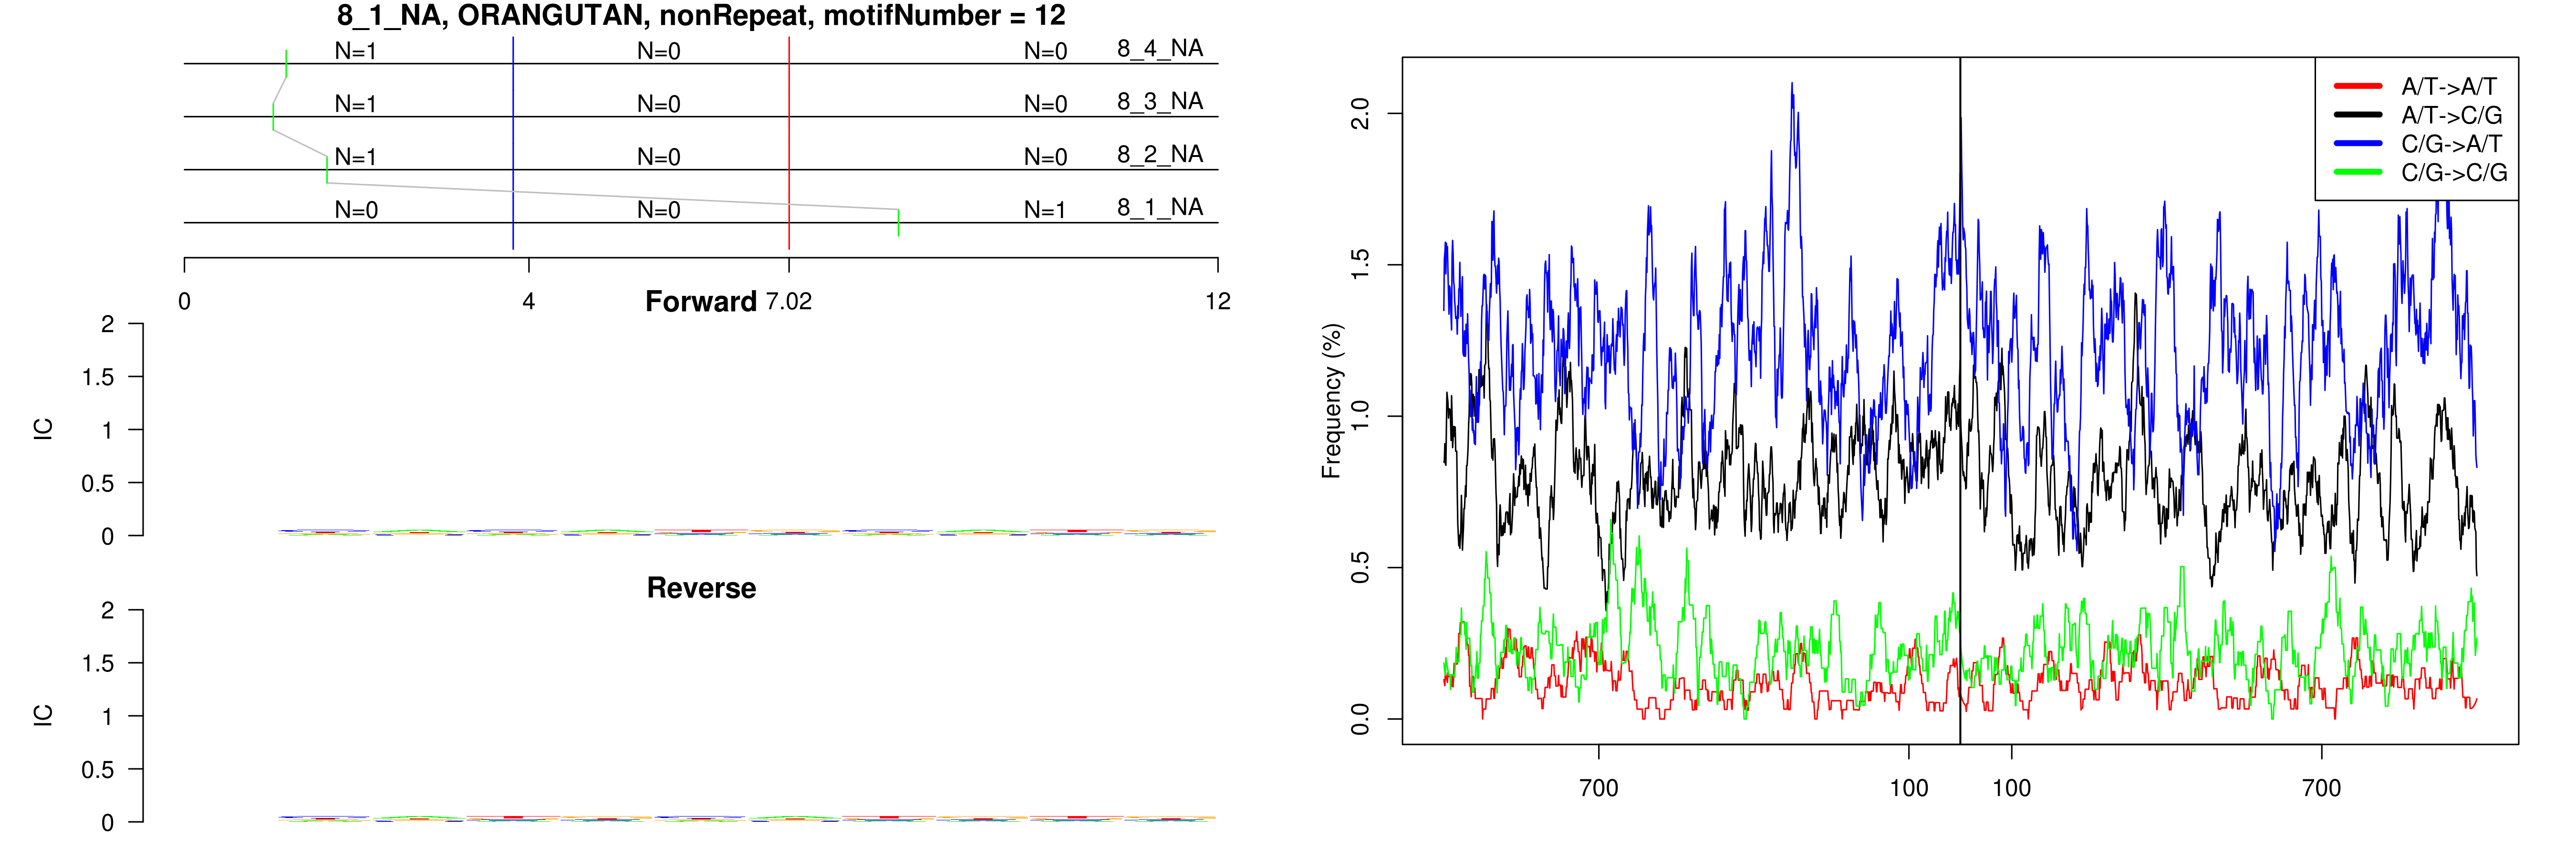 8_1_NA, ORANGUTAN, nonRepeat, motifNumber = 12
N=1 N=0 N=0 8_4_NA
N=1 N=0 N=0 8_3_NA
N=1 N=0 N=0 8_2_NA
N=0 N=0 N=1 8_1_NA
0 4 7.02 12
Forward
2
1.5
1
0.5
0
IC
Reverse
2
1.5
1
0.5
0
IC
A/T->A/T
A/T->C/G
C/G->A/T
C/G->C/G
2.0
1.5
1.0
0.5
0.0
Frequency (%)
700 100 100 700